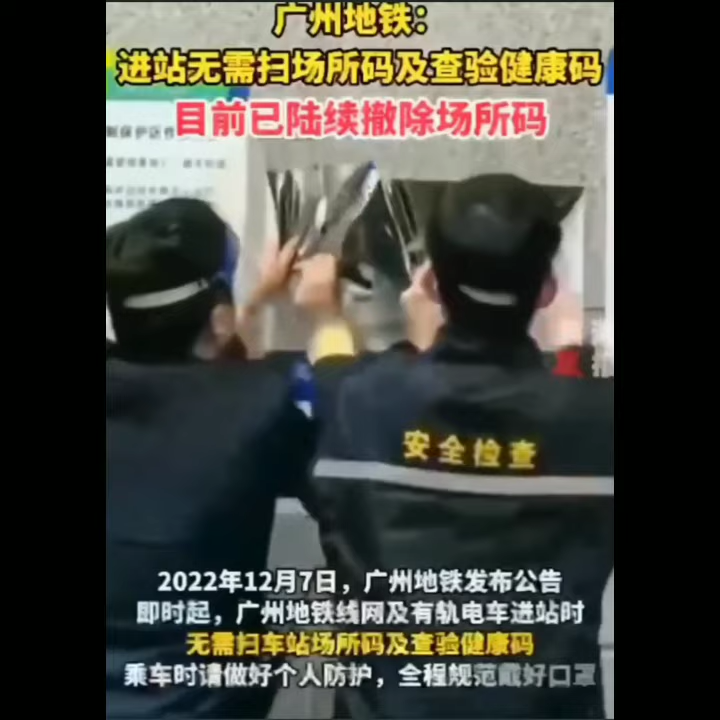 广州地铁：
进站无需扫场所码及查验健康码
目前已陆续撤除场所码
安全检查
2022年12月7日，广州地铁发布公告
即时起，广州地铁线网及有轨电车进站时
无需扫车站场所码及查验健康码
乘车时请做好个人防护，全程规范戴好口罩